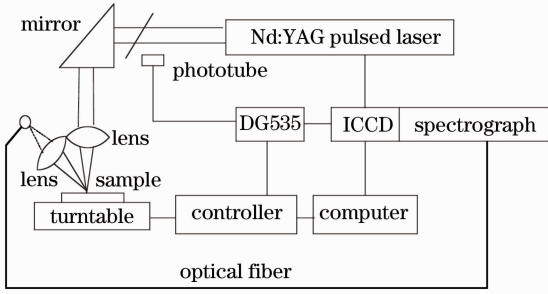 mirror
Nd:YAG pulsed laser
phototube
DG535
ICCD
spectrograph
lens
lens
sample
turntable
controller
computer
optical fiber